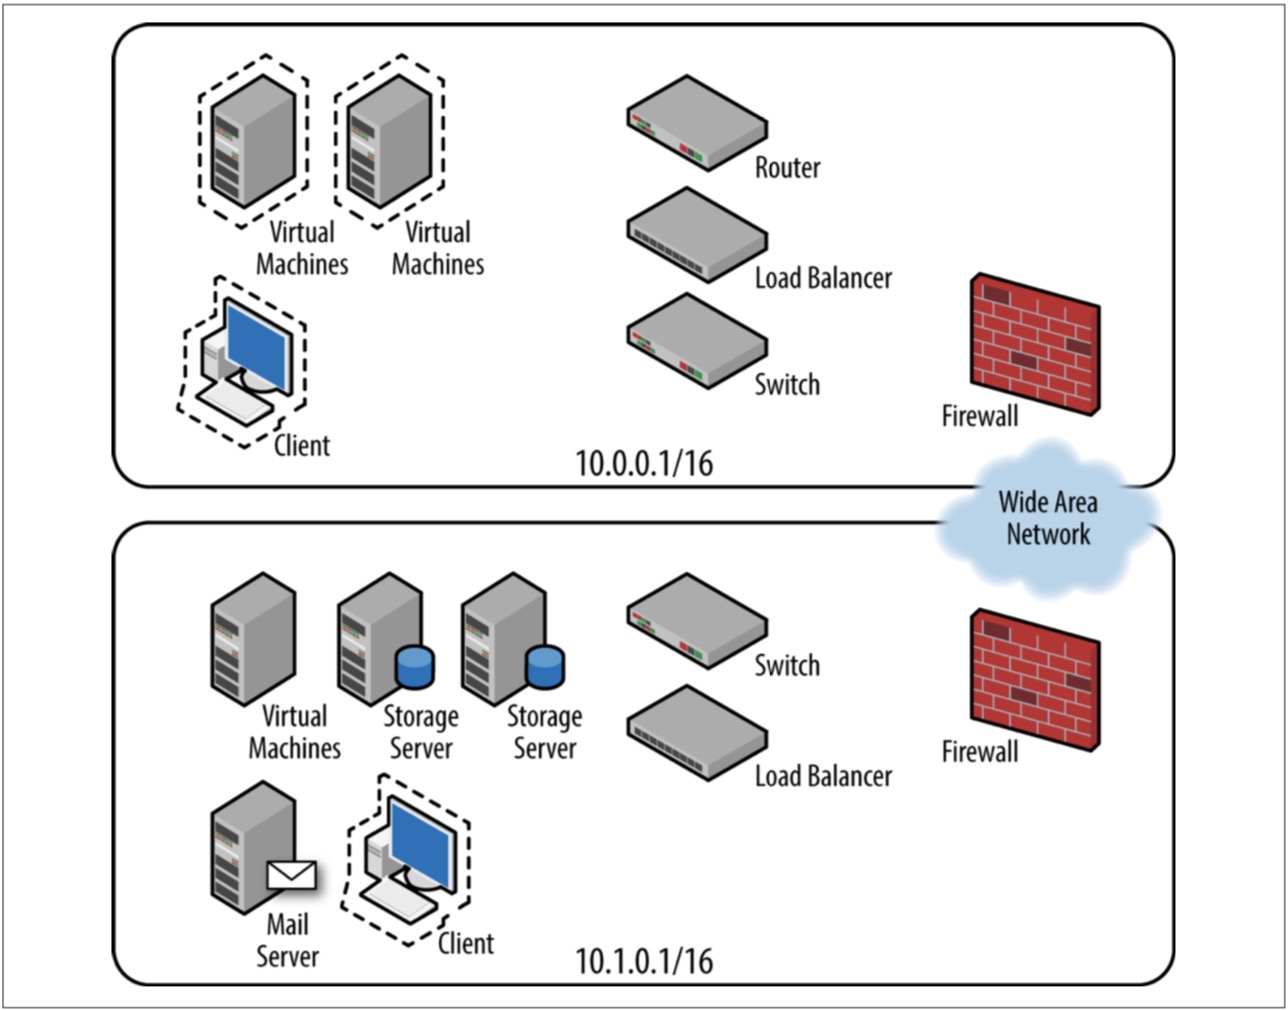 Router
Virtual
Machines
Virtual
Machines
Load Balancer
Switch
Firewall
Client
10.0.0.1/16
Wide Area
Network
Switch
Virtual
Machines
Storage
Server
Storage
Server
Firewall
Load Balancer
Mail
Server
Client
10.1.0.1/16